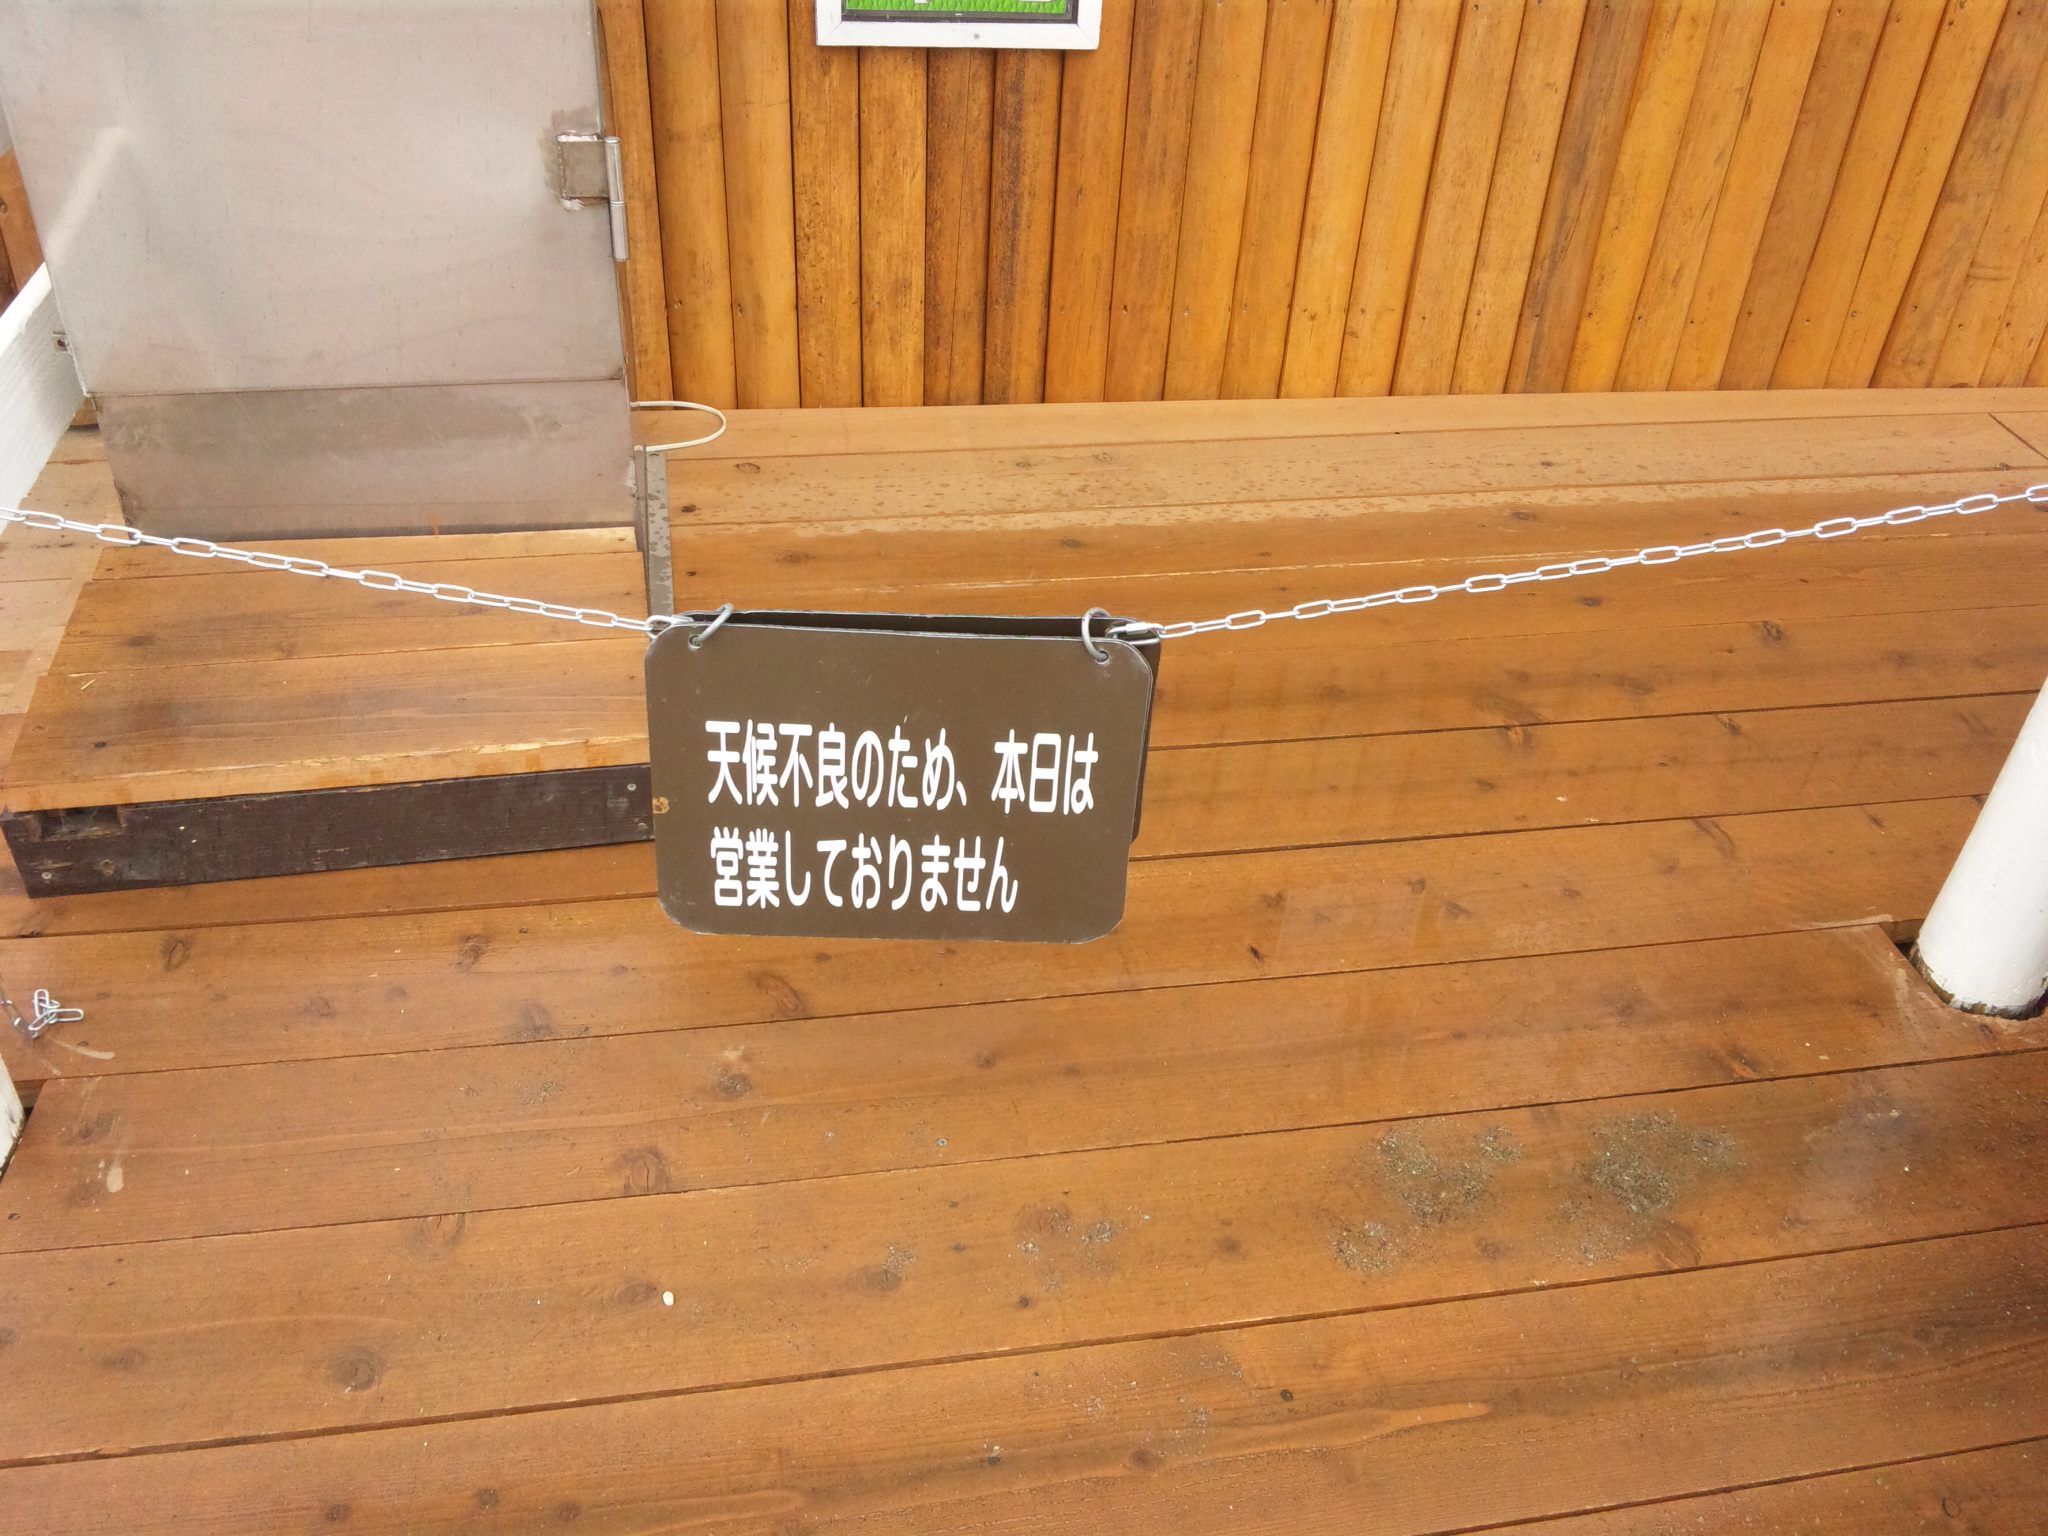 天候不良のため、本日は
営業しておりません